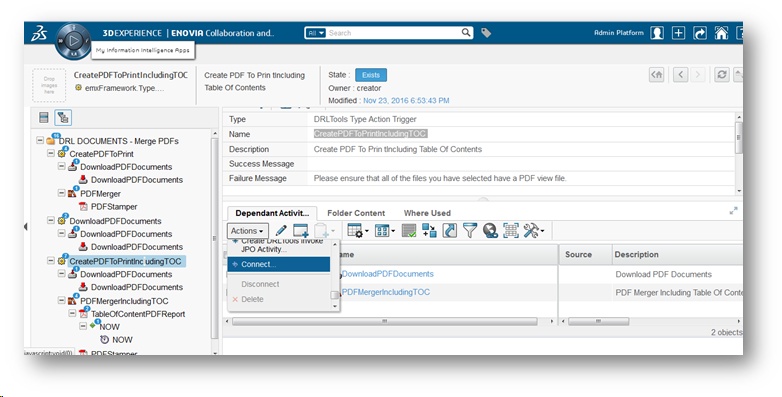 3DEXPERIENCE | ENOVIA Collaboration and.. All Search Admin Platform
My Information Intelligence Apps
Drop images here
CreatePDFToPrintIncludingTOC
emxFramework Type....
Create PDF To Prin tincluding
Table Of Contents
State : Exists
Owner : creator
Modified : Nov 23, 2016 6:53:43 PM
DRL DOCUMENTS - Merge PDFs
CreatePDFToPrint
DownloadPDFDocuments
DownloadPDFDocuments
PDFMerger
PDFStamper
DownloadPDFDocuments
DownloadPDFDocuments
DownloadPDFDocuments
CreatePDFToPrintIncludingTOC
DownloadPDFDocuments
DownloadPDFDocuments
PDFMergerIncludingTOC
TableOfContentPDFReport
NOW
NOW
PDFStamper
javascript:void(0)
Type DRLTools Type Action Trigger
Name CreatePDFToPrintIncludingTOC
Description Create PDF To Prin tincluding Table Of Contents
Success Message
Failure Message Please ensure that all of the files you have selected have a PDF view file.
Dependant Activit... Folder Content Where Used
Actions
Create DRLTools Invoke
JPO Activity...
Connect...
Disconnect
Delete
ame Source Description
DownloadPDFDocuments Download PDF Documents
PDFMergerIncludingTOC PDF Merger Including Table Of Conte
2 objects